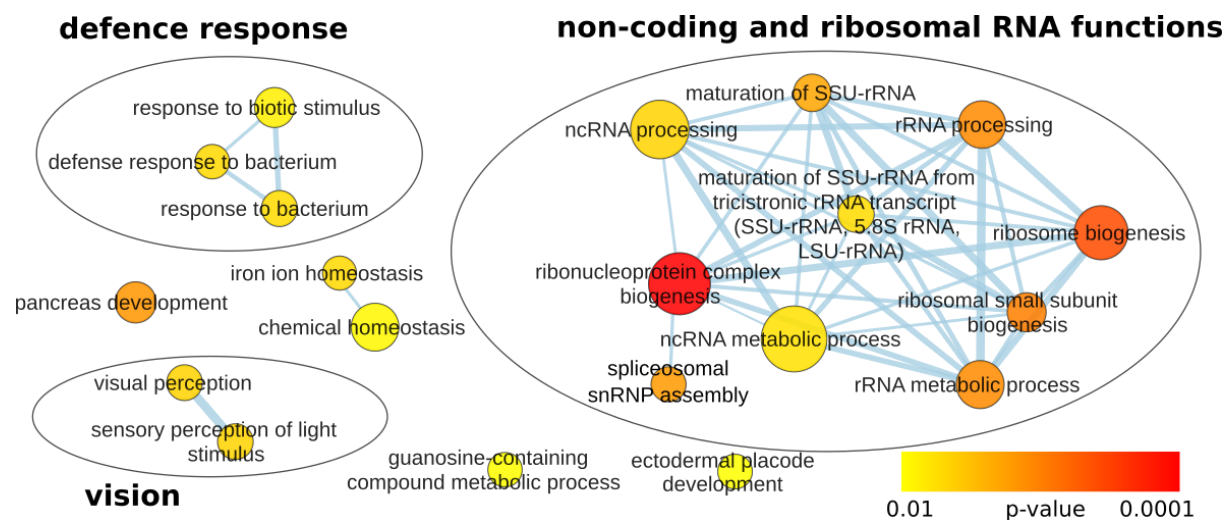 defence response
non-coding and ribosomal RNA functions
response to biotic stimulus
defense response to bacterium
response to bacterium
maturation of SSU-rRNA
ncRNA processing
rRNA processing
maturation of SSU-rRNA from
tricistronic rRNA transcript
(SSU-rRNA, 5.8S rRNA,
LSU-rRNA)
ribosome biogenesis
iron ion homeostasis
pancreas development
chemical homeostasis
ribonucleoprotein complex
biogenesis
ribosomal small subunit
biogenesis
ncRNA metabolic process
spliceosomal
snRNP assembly
rRNA metabolic process
visual perception
sensory perception of light
stimulus
vision
guanosine-containing
compound metabolic process
ectodermal placode
development
0.01
p-value
0.0001